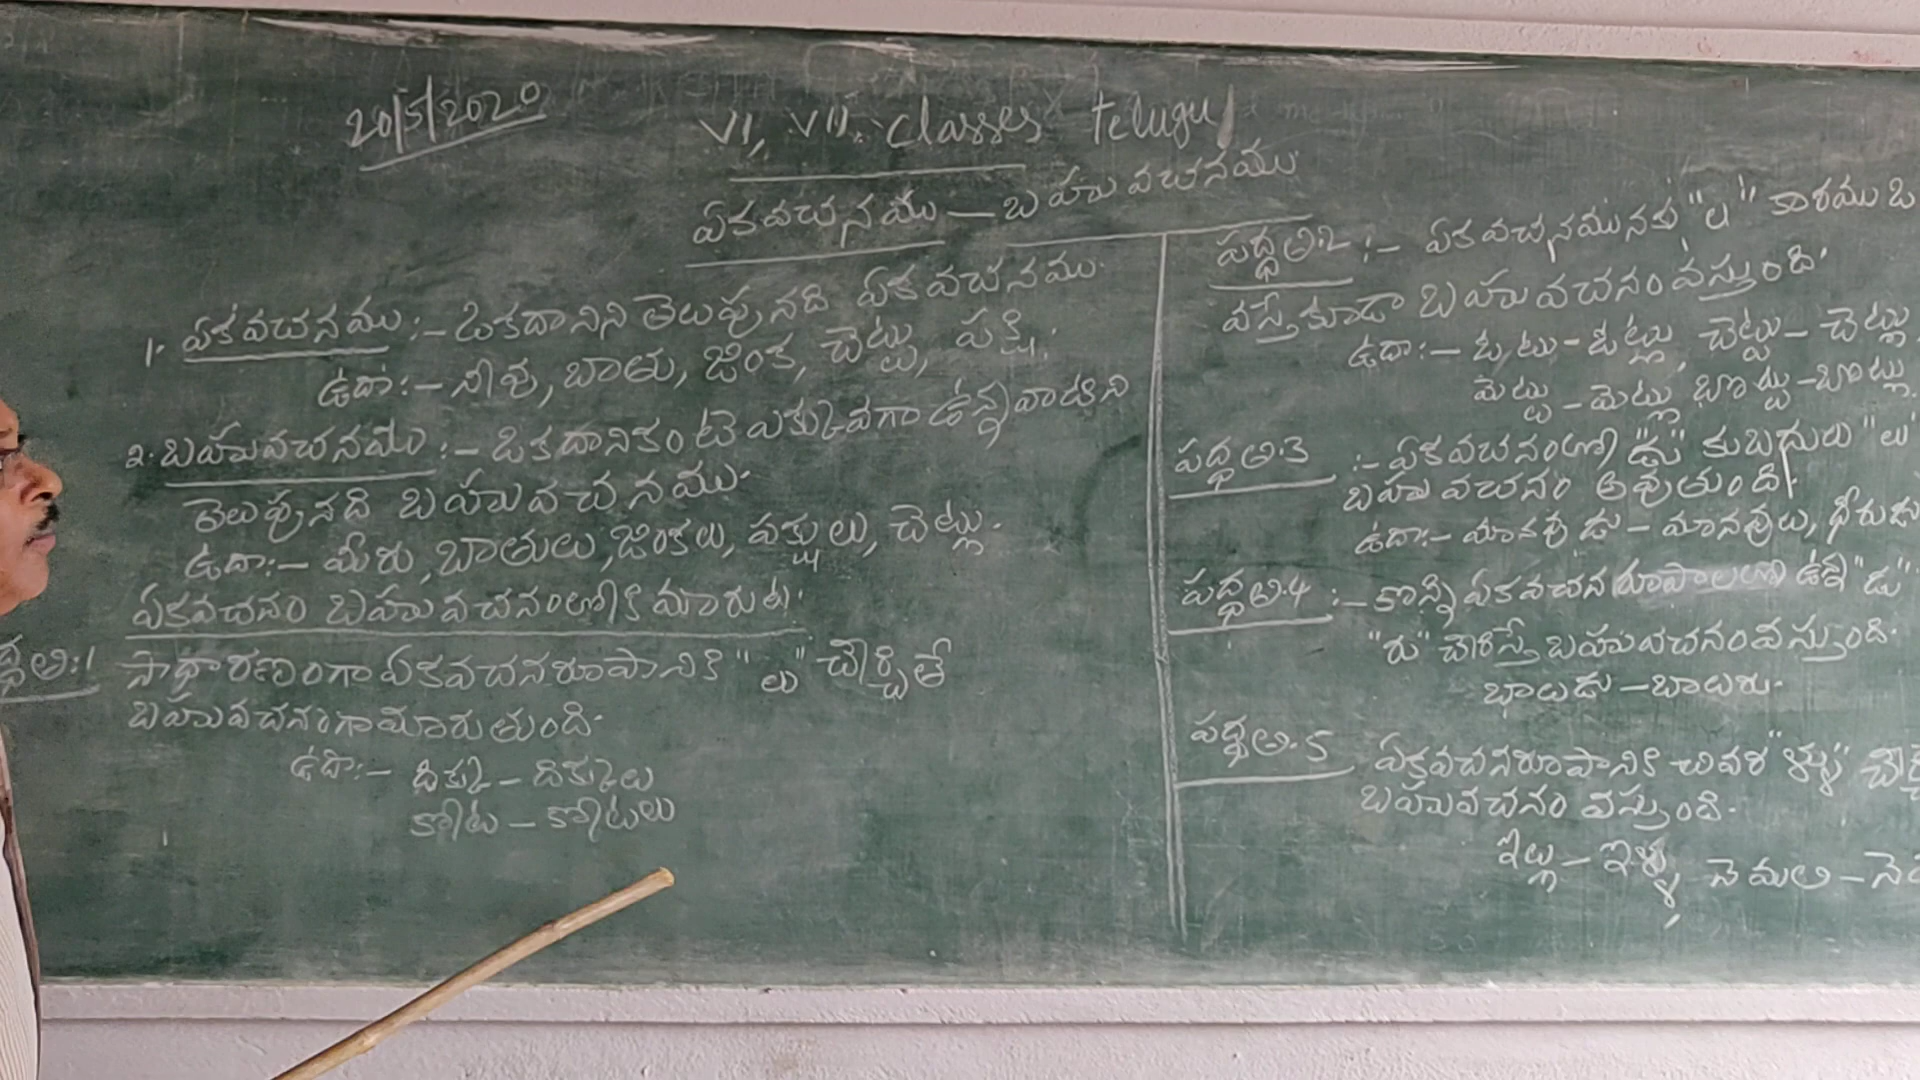 20/5/2020
VI, VII. classes Telugu
ఏకవచనము – బహువచనము
1. ఏకవచనము :– ఒకదానిని తెలుపునది ఏకవచనము.
ఉదా:– నీవు, బాతు, జింక, చెట్టు, పక్షి.
2. బహువచనము :– ఒకదానికంటె ఎక్కువగా ఉన్నవాటిని
తెలుపునది బహువచనము.
ఉదా:– మీరు, బాతులు, జింకలు, పక్షులు, చెట్లు.
ఏకవచనం బహువచనంలోకి మారుట.
ద్ధతి:1 సాధారణంగా ఏకవచనరూపానికి "లు" చేర్చితే
బహువచనంగా మారుతుంది.
ఉదా:– దిక్కు – దిక్కులు
కోట – కోటలు
పద్ధతి.2 :– ఏకవచనమునకు "ల" కారము ఒ
వస్తే కూడా బహువచనం వస్తుంది.
ఉదా:– ఓటు – ఓట్లు, చెట్టు – చెట్లు,
మెట్టు – మెట్లు, బొట్టు – బొట్లు.
పద్ధతి.3 :– ఏకవచనంలో "డు" కు బదులు "లు"
బహువచనం అవుతుంది.
ఉదా:– మానవుడు – మానవులు, ధీరుడు
పద్ధతి.4 :– కొన్ని ఏకవచన రూపాలలో ఉన్న "డు"
"రు" చేరిస్తే బహువచనం వస్తుంది.
బాలుడు – బాలురు.
పద్ధతి.5 ఏకవచనరూపానికి చివర "ళ్ళు" చేర్చి
బహువచనం వస్తుంది.
ఇల్లు – ఇళ్ళు, నెమలి – నె